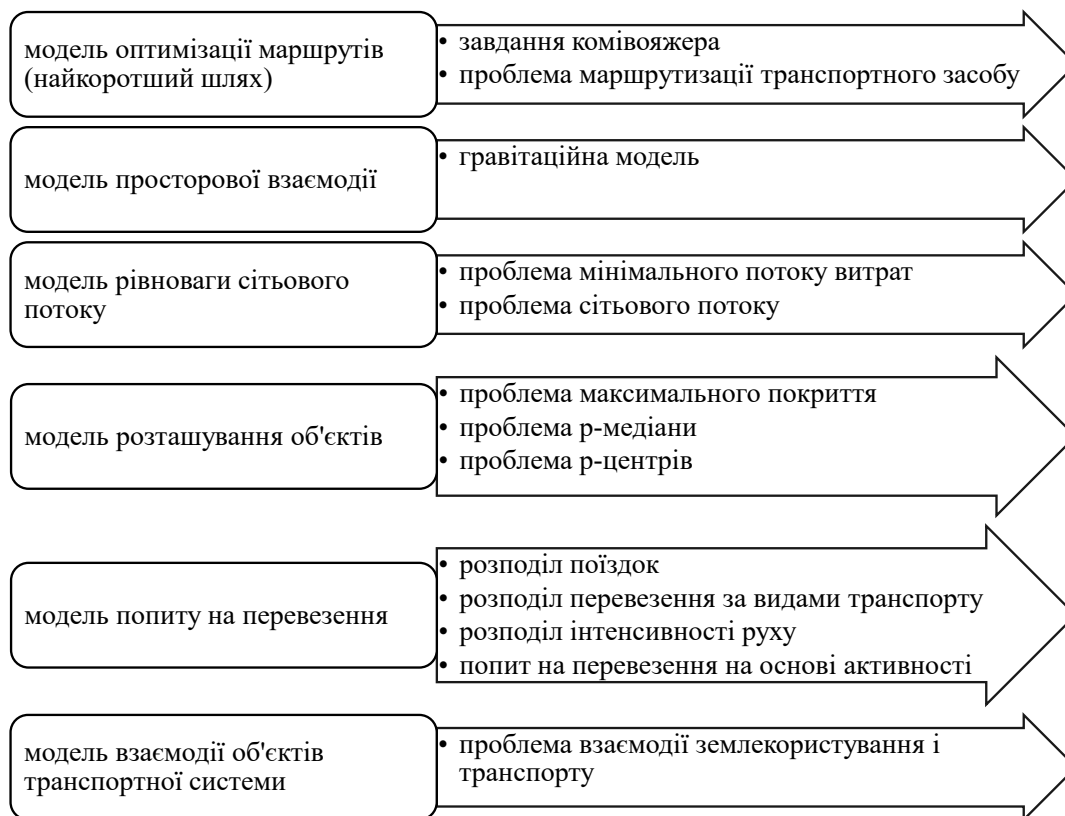 модель оптимізації маршрутів
(найкоротший шлях)
• завдання комівояжера
• проблема маршрутизації транспортного засобу
модель просторової взаємодії
• гравітаційна модель
модель рівноваги сітьового
потоку
• проблема мінімального потоку витрат
• проблема сітьового потоку
модель розташування об'єктів
• проблема максимального покриття
• проблема р-медіани
• проблема р-центрів
модель попиту на перевезення
• розподіл поїздок
• розподіл перевезення за видами транспорту
• розподіл інтенсивності руху
• попит на перевезення на основі активності
модель взаємодії об'єктів
транспортної системи
• проблема взаємодії землекористування і
транспорту